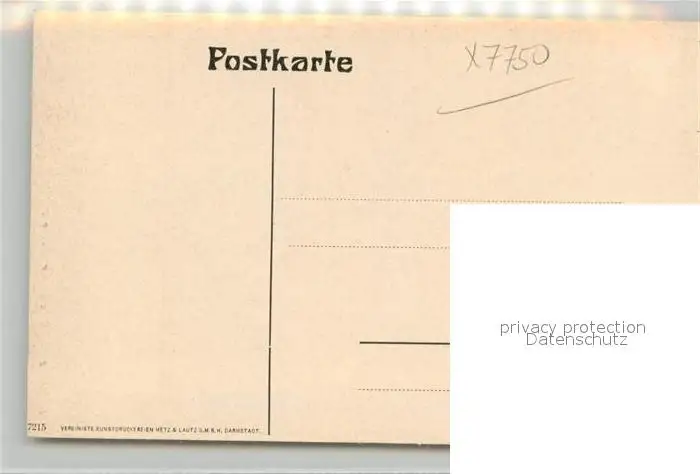 Postkarte
X7750
privacy protection
Datenschutz
7215 VEREINIGTE KUNSTDRUCKEREIEN METZ & LAUTZ G.M.B.H. DARMSTADT.